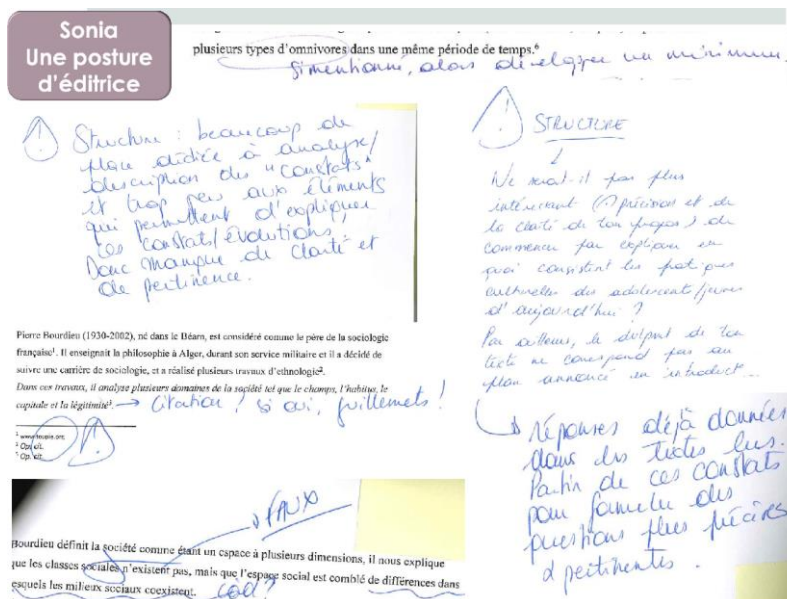 Sonia
Une posture
d'éditrice
plusieurs types d'omnivores dans une même période de temps.⁶
Si mentionné, alors développer un minimum.
! Structure : beaucoup de
place dédiée à analyse/
description des "constats"
et trop peu aux éléments
qui permettent d'expliquer
ces constats/évolutions,
Donc manque de clarté et
de pertinence.
! STRUCTURE
Ne serait-il pas plus
intéressant (↑ précision et de
la clarté de ton propos) de
commencer par expliquer en
quoi consistent les pratiques
culturelles des adolescents/jeunes
d'aujourd'hui ?
Par ailleurs, le dvlpmt de ton
texte ne correspond pas au
plan annoncé en introduct...
Réponses déjà données
dans les textes lus.
Partir de ces constats
pour formuler des
questions plus précises
et pertinentes.
Pierre Bourdieu (1930-2002), né dans le Béarn, est considéré comme le père de la sociologie
française¹. Il enseignait la philosophie à Alger, durant son service militaire et il a décidé de
suivre une carrière de sociologie, et a réalisé plusieurs travaux d'ethnologie².
Dans ces travaux, il analyse plusieurs domaines de la société tel que le champs, l'habitus, le
capitale et la légitimité³. → Citation ? si oui, guillemets !
¹ www.toupie.org
² Op. cit.
³ Op. cit.
!
FAUX
Bourdieu définit la société comme étant un espace à plusieurs dimensions, il nous explique
que les classes sociales n'existent pas, mais que l'espace social est comblé de différences dans
lesquels les milieux sociaux coexistent. càd ?